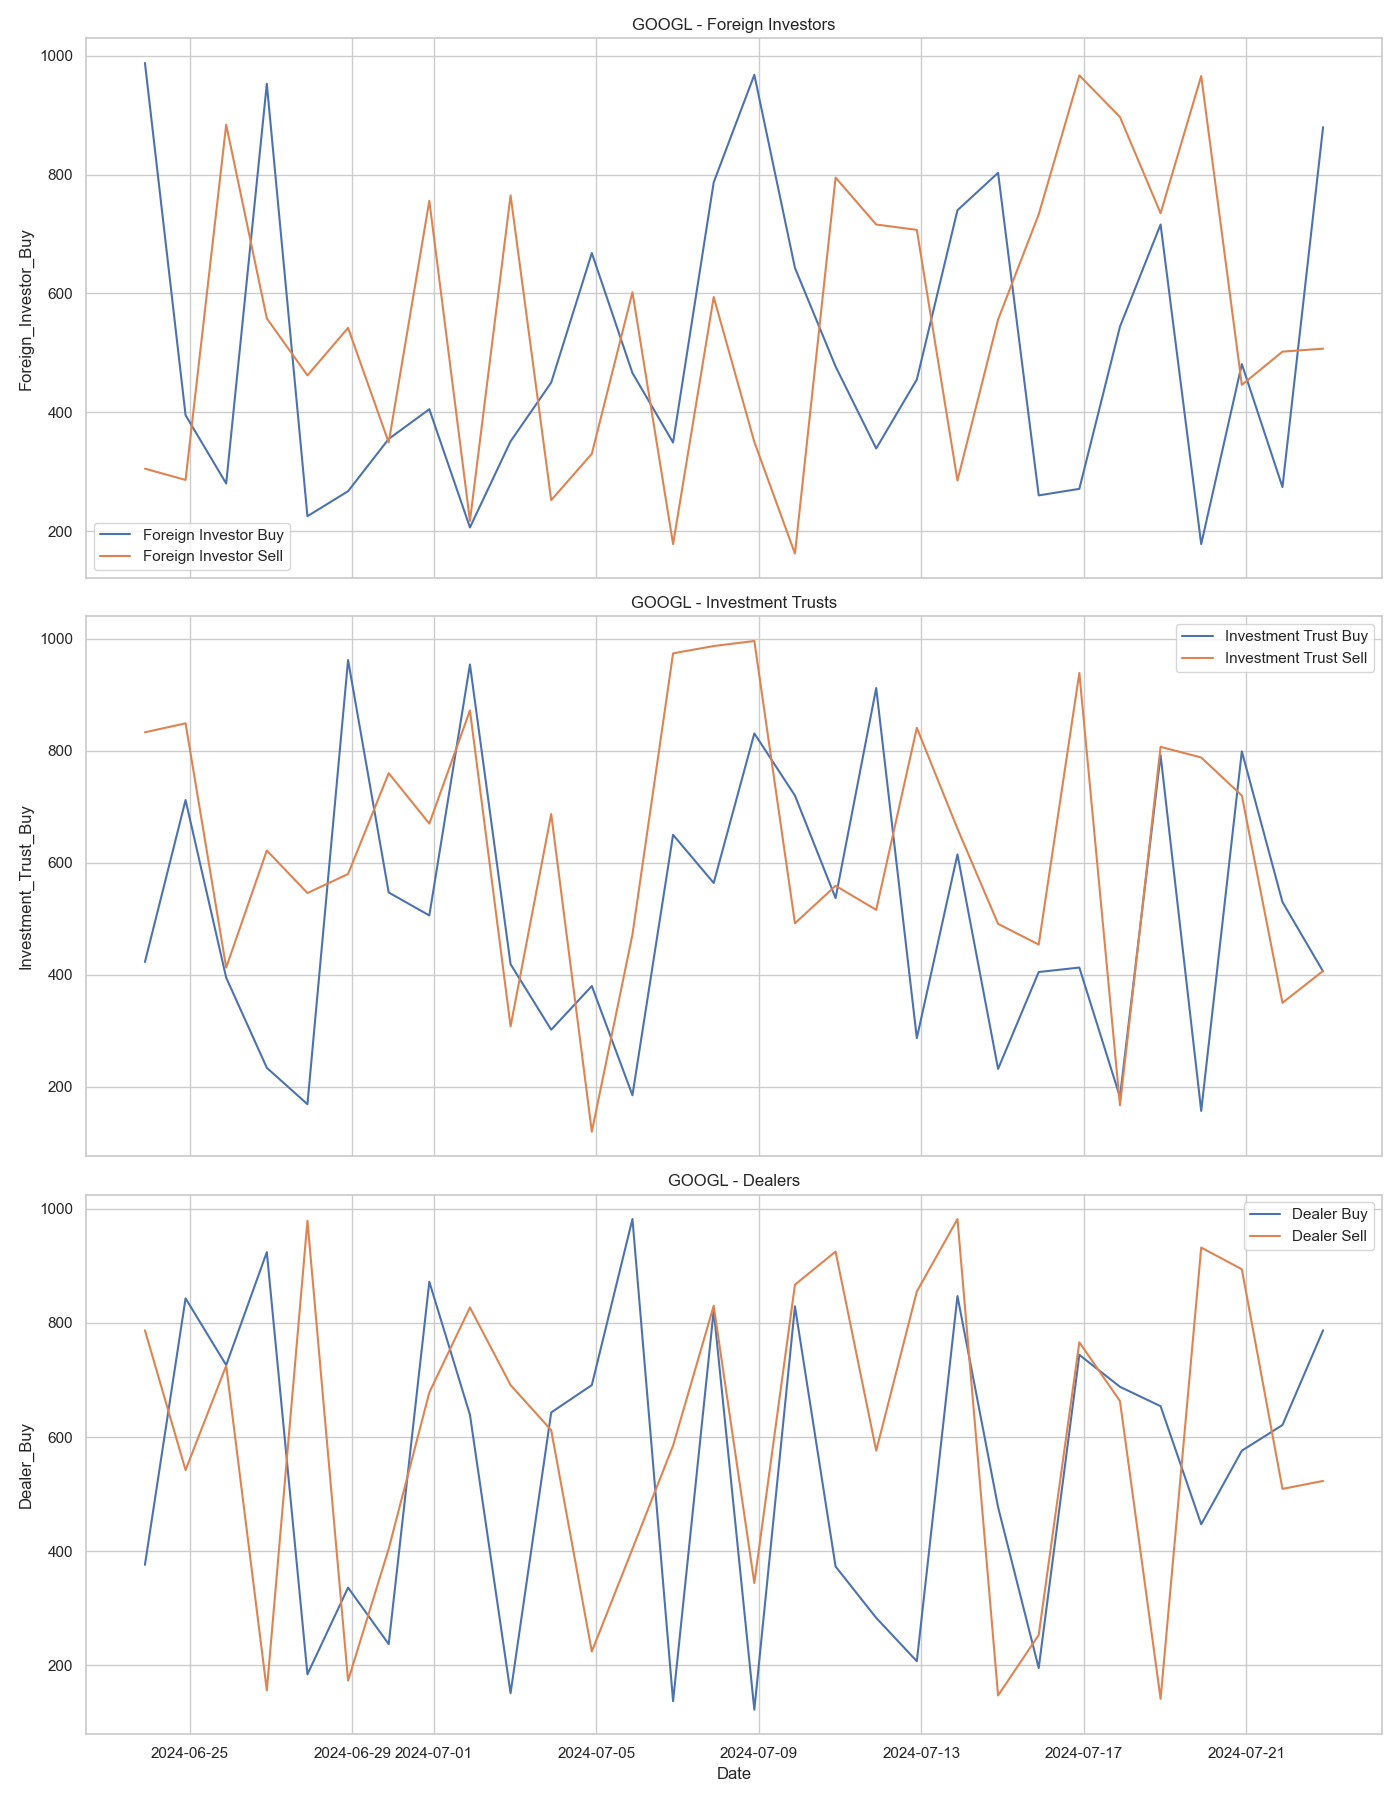 GOOGL - Foreign Investors
1000
800
600
400
200
Foreign_Investor_Buy
Foreign Investor Buy
Foreign Investor Sell
GOOGL - Investment Trusts
1000
800
600
400
200
Investment_Trust_Buy
Investment Trust Buy
Investment Trust Sell
GOOGL - Dealers
1000
800
600
400
200
Dealer_Buy
Dealer Buy
Dealer Sell
2024-06-25 2024-06-29 2024-07-01 2024-07-05 2024-07-09 2024-07-13 2024-07-17 2024-07-21
Date